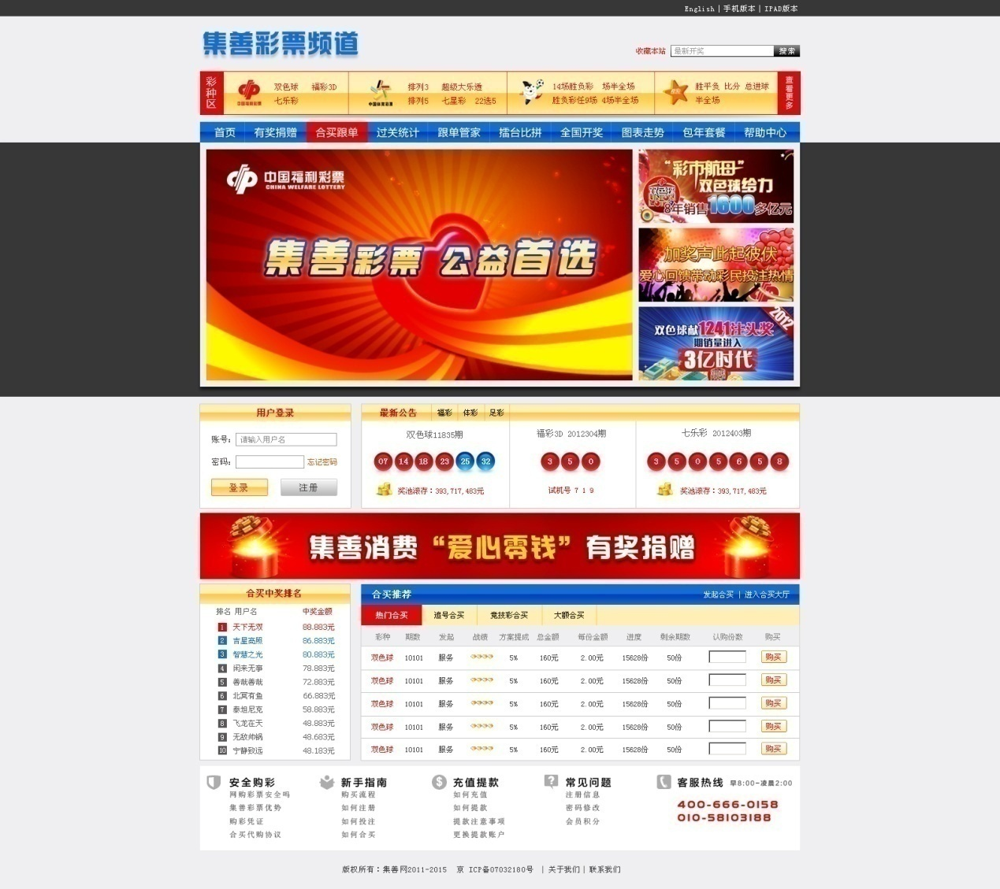 English | 手机版本 | IPAD版本
集善彩票频道
收藏本站 最新开奖 搜索
彩种区
中国福利彩票 双色球 福彩3D
七乐彩
中国体育彩票 排列3 超级大乐透
排列5 七星彩 22选5
14场胜负彩 场半全场
胜负彩任9场 4场半全场
胜平负 比分 总进球
半全场
查看更多
首页 有奖捐赠 合买跟单 过关统计 跟单管家 擂台比拼 全国开奖 图表走势 包年套餐 帮助中心
中国福利彩票
CHINA WELFARE LOTTERY
集善彩票 公益首选
“彩市航母”
双色球给力
双色球
8年销售1600多亿元
加奖声此起彼伏
爱心回馈带动彩民投注热情
2012
双色球献1241注头奖
期销量进入
3亿时代
用户登录
账号： 请输入用户名
密码： 忘记密码
登录 注册
最新公告 福彩 体彩 足彩
双色球11835期
07 14 18 23 25 32
奖池滚存：393,717,483元
福彩3D 2012304期
3 5 0
试机号 7 1 9
七乐彩 2012403期
3 5 0 5 6 5 8
奖池滚存：393,717,483元
集善消费 “爱心零钱” 有奖捐赠
合买中奖排名
排名 用户名 中奖金额
1 天下无双 88.883元
2 吉星高照 86.883元
3 智慧之光 80.883元
4 闲来无事 78.883元
5 善哉善哉 72.883元
6 北冥有鱼 66.883元
7 泰坦尼克 58.883元
8 飞龙在天 48.883元
9 无敌帅锅 48.683元
10 宁静致远 48.183元
合买推荐 发起合买 | 进入合买大厅
热门合买 追号合买 竞技彩合买 大额合买
彩种 期数 发起 战绩 方案提成 总金额 每份金额 进度 剩余期数 认购份数 购买
双色球 10101 服务 5% 160元 2.00元 15628份 50份 购买
双色球 10101 服务 5% 160元 2.00元 15628份 50份 购买
双色球 10101 服务 5% 160元 2.00元 15628份 50份 购买
双色球 10101 服务 5% 160元 2.00元 15628份 50份 购买
双色球 10101 服务 5% 160元 2.00元 15628份 50份 购买
安全购彩
网购彩票安全吗
集善彩票优势
购彩凭证
合买代购协议
新手指南
购买流程
如何注册
如何投注
如何合买
充值提款
如何充值
如何提款
提款注意事项
更换提款账户
常见问题
注册信息
密码修改
会员积分
客服热线 早8:00-凌晨2:00
400-666-0158
010-58103188
版权所有：集善网2011-2015 京 ICP备07032180号 | 关于我们 | 联系我们